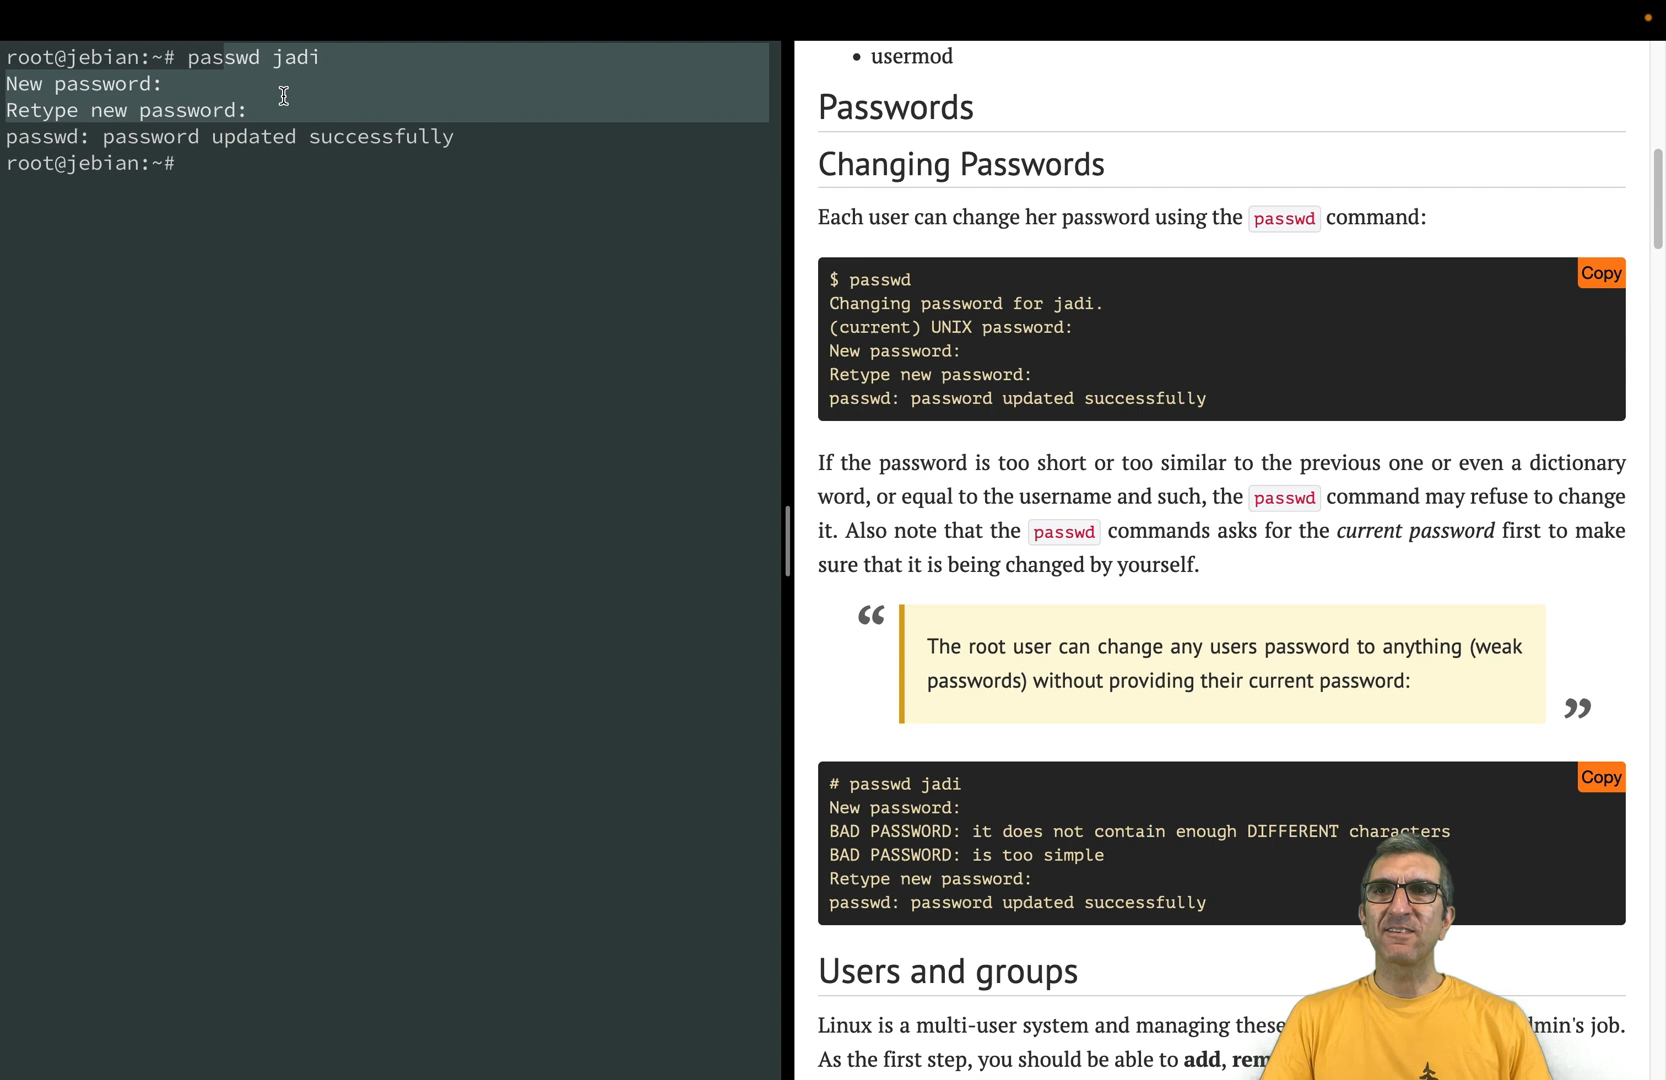 root@jebian:~# passwd jadi
New password:
Retype new password:
passwd: password updated successfully
root@jebian:~#
• usermod
Passwords
Changing Passwords
Each user can change her password using the passwd command:
Copy
$ passwd
Changing password for jadi.
(current) UNIX password:
New password:
Retype new password:
passwd: password updated successfully
If the password is too short or too similar to the previous one or even a dictionary
word, or equal to the username and such, the passwd command may refuse to change
it. Also note that the passwd commands asks for the current password first to make
sure that it is being changed by yourself.
“
The root user can change any users password to anything (weak
passwords) without providing their current password:
”
Copy
# passwd jadi
New password:
BAD PASSWORD: it does not contain enough DIFFERENT characters
BAD PASSWORD: is too simple
Retype new password:
passwd: password updated successfully
Users and groups
Linux is a multi-user system and managing these job.
As the first step, you should be able to add,